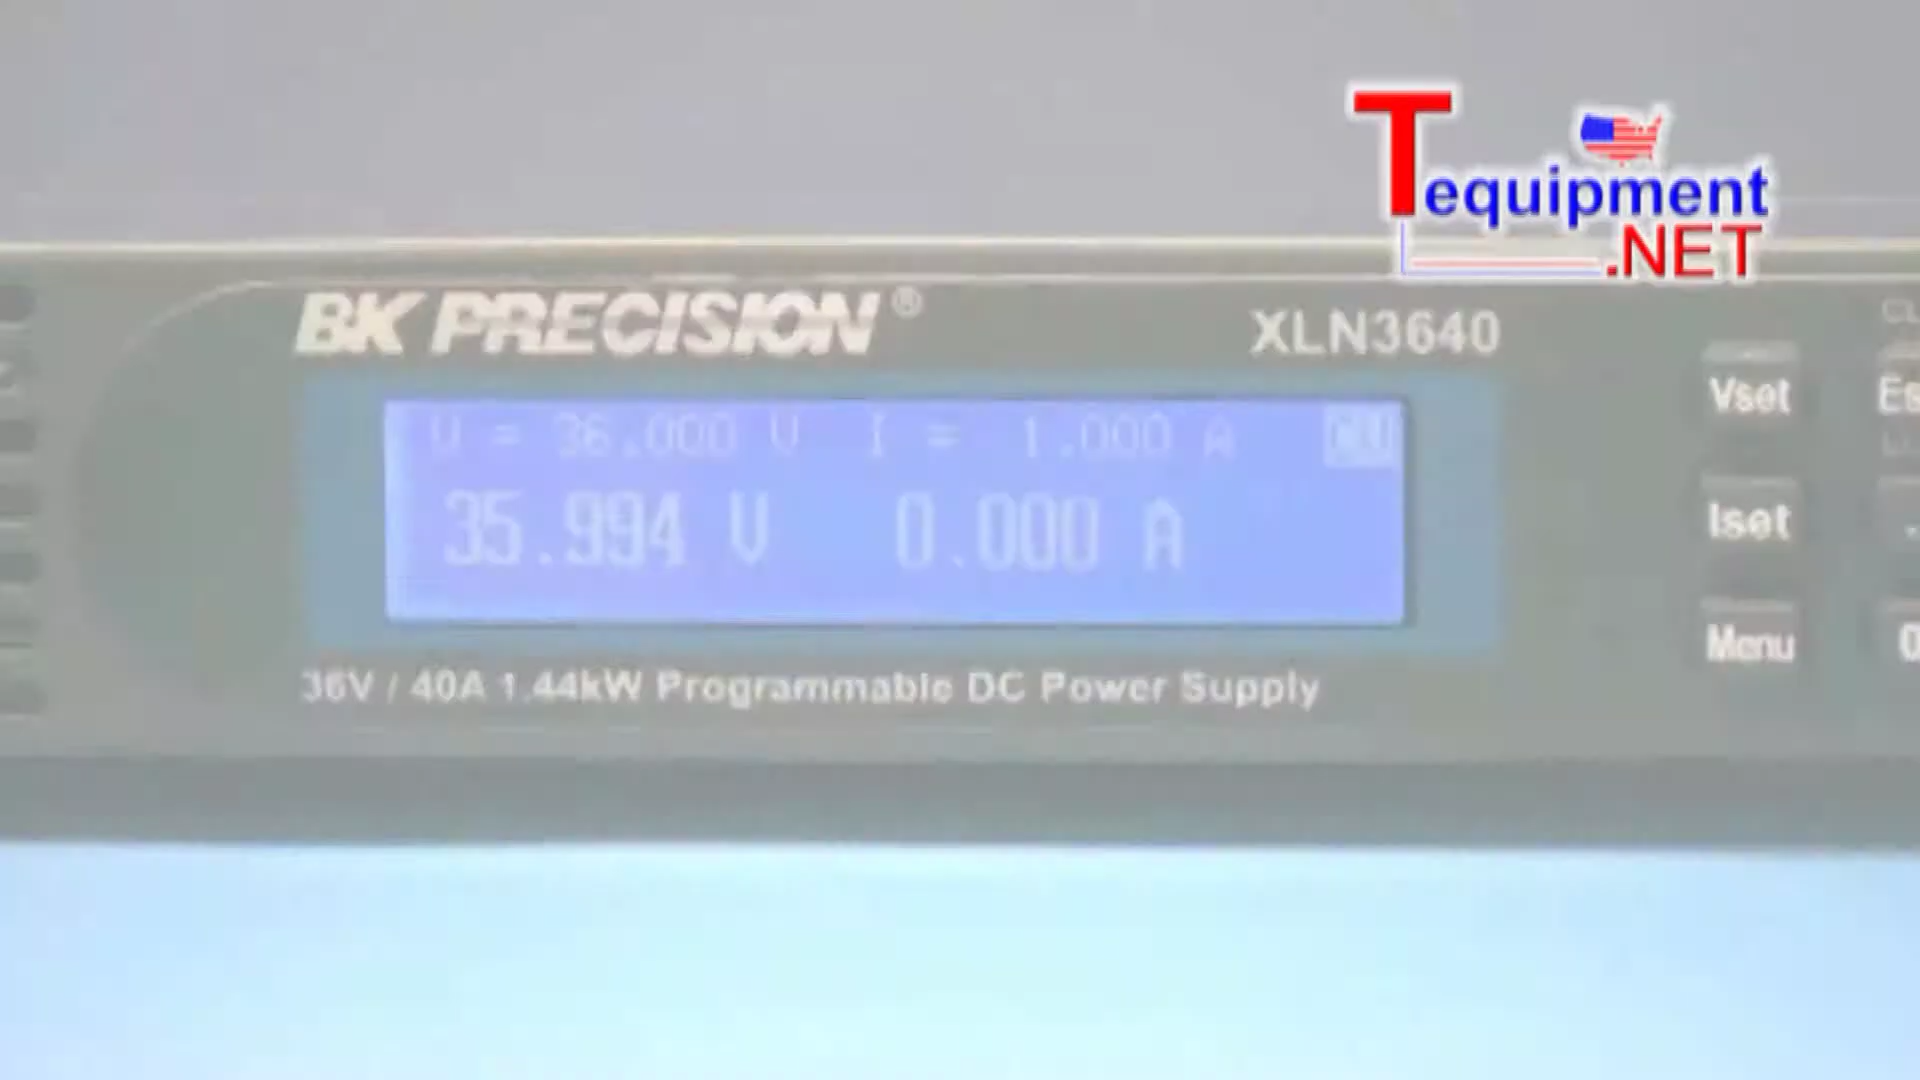 Tequipment
.NET
BK PRECISION®
XLN3640
V = 36.000 V I = 1.000 A
35.994 V 0.000 A
36V / 40A 1.44kW Programmable DC Power Supply
Vset
Iset
Menu
0